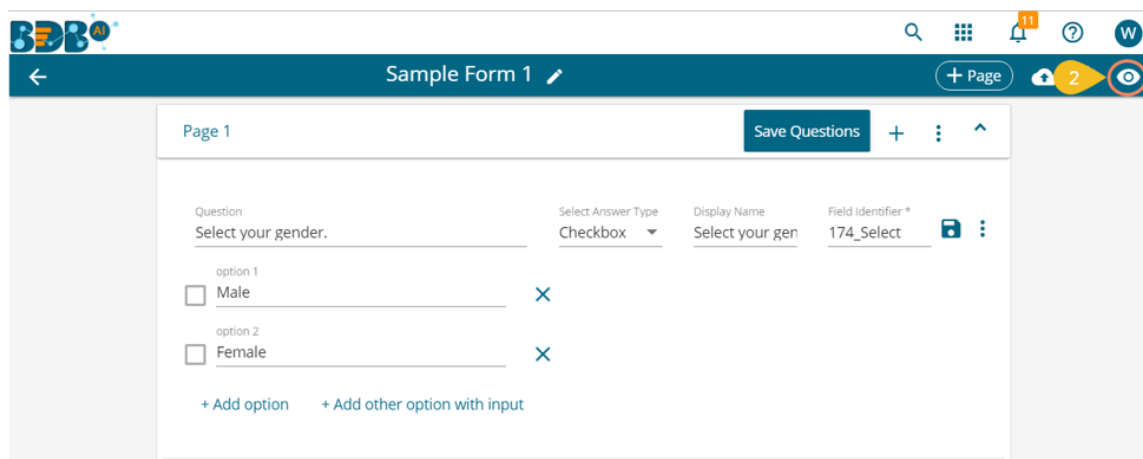 BDB AI 11 W
Sample Form 1 + Page 2
Page 1 Save Questions +
Question Select Answer Type Display Name Field Identifier *
Select your gender. Checkbox Select your gen 174_Select
option 1
Male
option 2
Female
+ Add option + Add other option with input